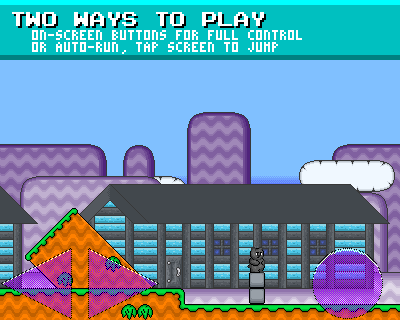 TWO WAYS TO PLAY
ON-SCREEN BUTTONS FOR FULL CONTROL
OR AUTO-RUN, TAP SCREEN TO JUMP